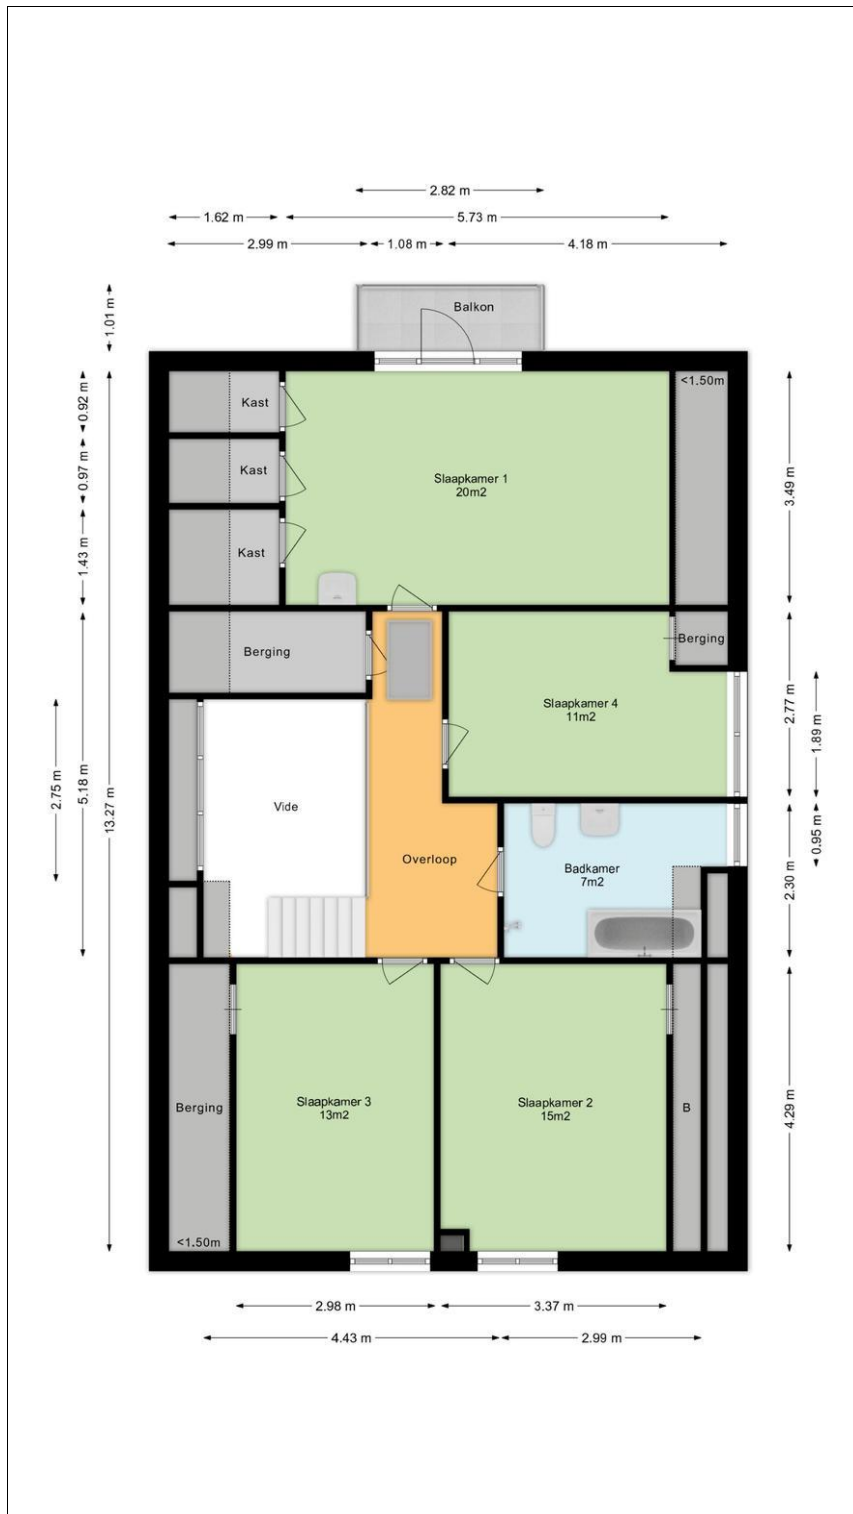 2.82 m
1.62 m
5.73 m
2.99 m
1.08 m
4.18 m
1.01 m
Balkon
<1.50m
0.92 m
Kast
0.97 m
Kast
Slaapkamer 1
20m2
3.49 m
1.43 m
Kast
Berging
Berging
2.75 m
5.18 m
13.27 m
Slaapkamer 4
11m2
2.77 m
1.89 m
Vide
Overloop
Badkamer
7m2
2.30 m
0.95 m
Berging
Slaapkamer 3
13m2
Slaapkamer 2
15m2
B
4.29 m
<1.50m
2.98 m
3.37 m
4.43 m
2.99 m